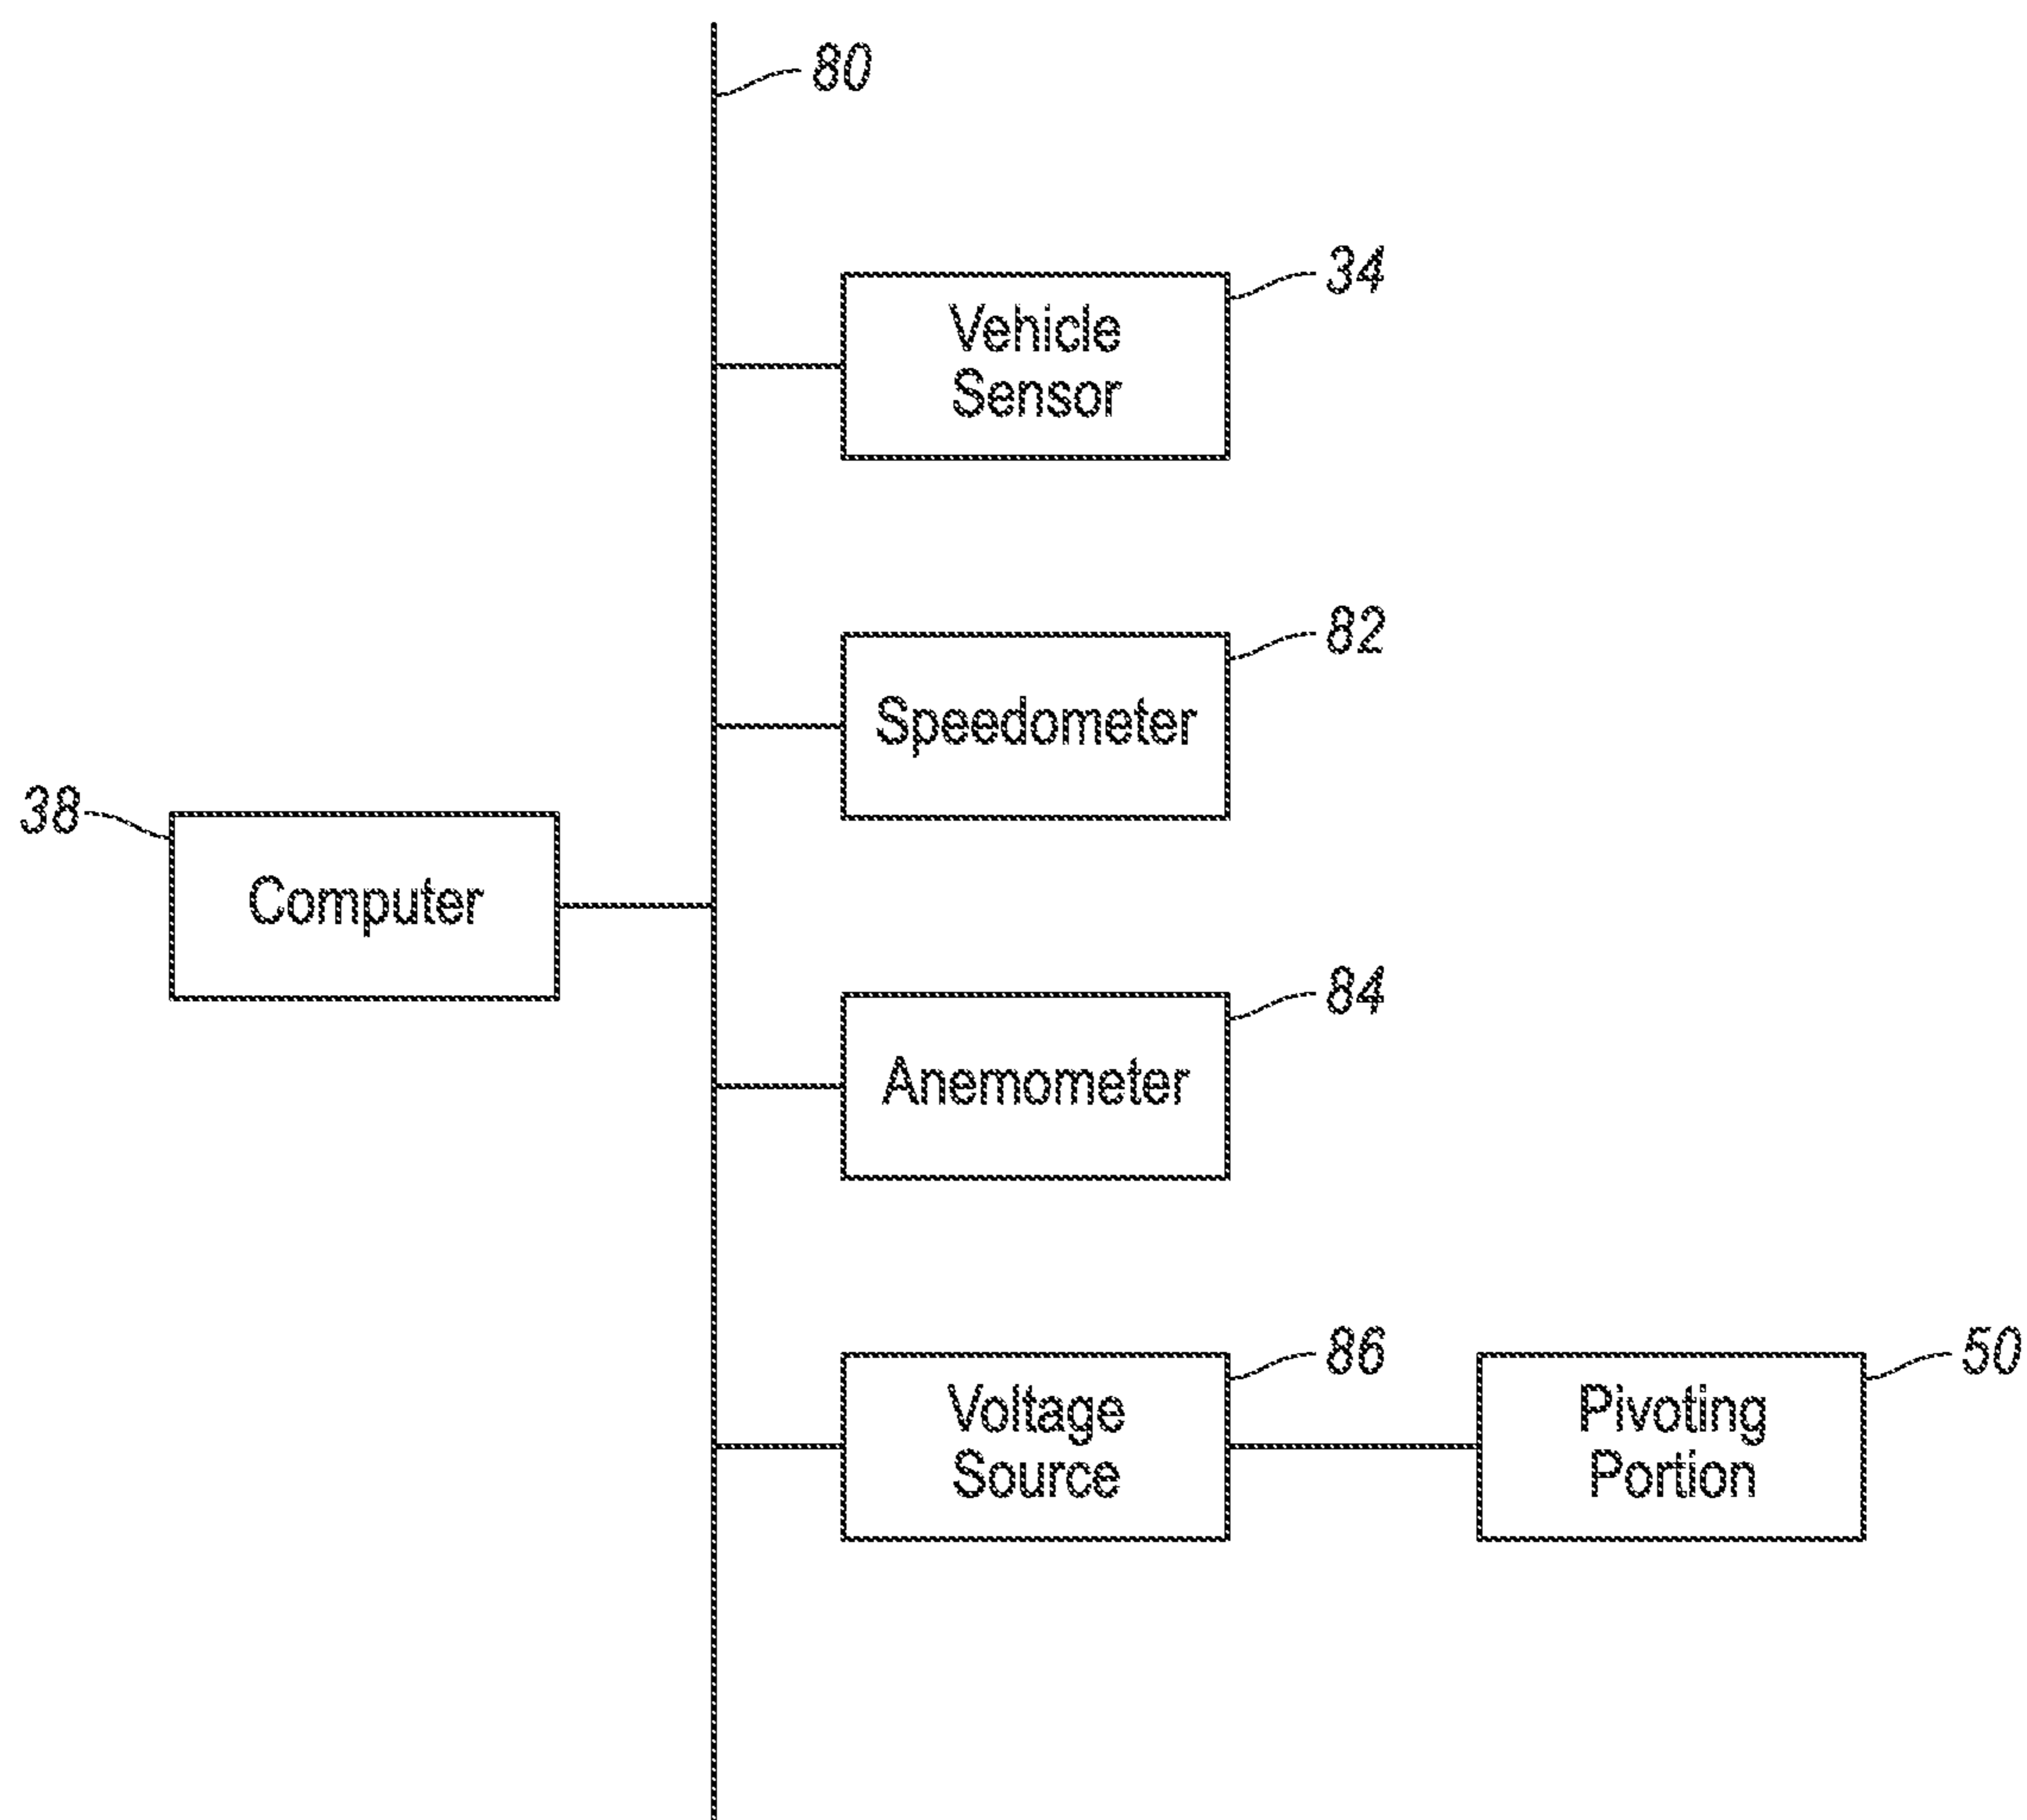 80
34
Vehicle
Sensor
82
Speedometer
38
Computer
84
Anemometer
86
Voltage
Source
50
Pivoting
Portion